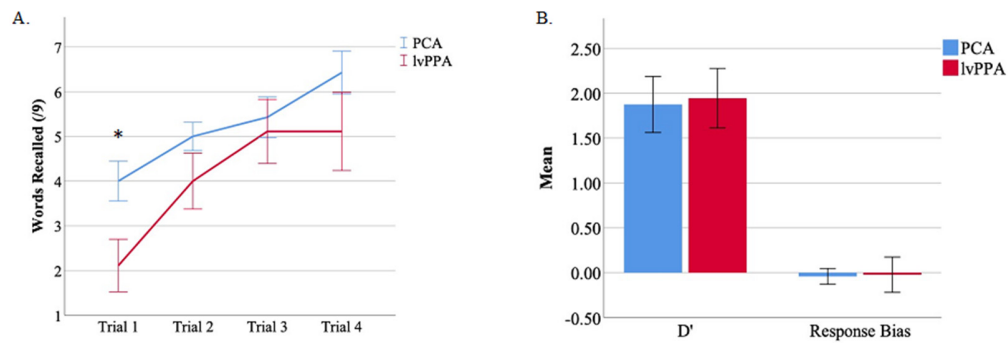 A.
Words Recalled (/9)
7
6
5
4
3
2
1
*
Trial 1
Trial 2
Trial 3
Trial 4
PCA
lvPPA
B.
Mean
2.50
2.00
1.50
1.00
0.50
0.00
-0.50
D'
Response Bias
PCA
lvPPA